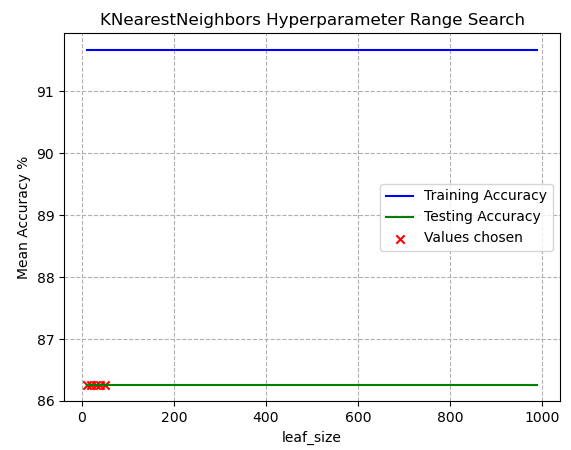 KNearestNeighbors Hyperparameter Range Search
Mean Accuracy %
91
90
89
88
87
86
Training Accuracy
Testing Accuracy
Values chosen
0 200 400 600 800 1000
leaf_size